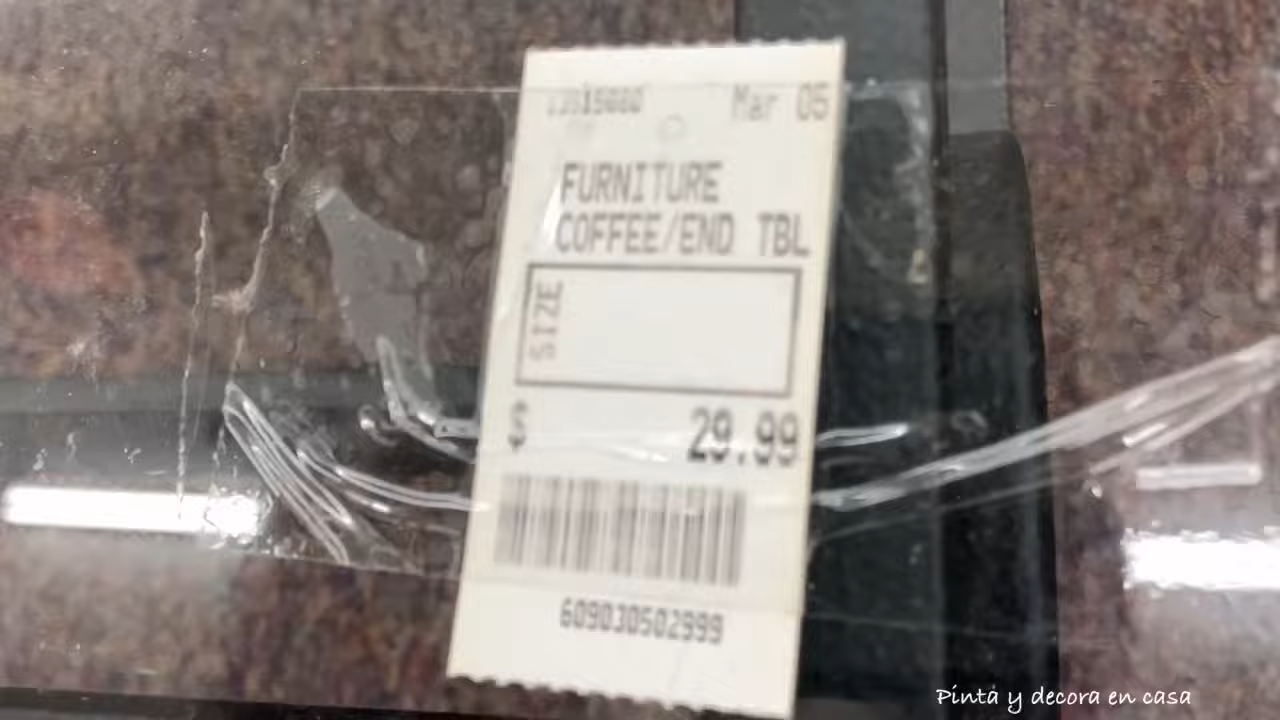 Mar 05
FURNITURE
COFFEE/END TBL
SIZE
$ 29.99
609030502999
Pinta y decora en casa